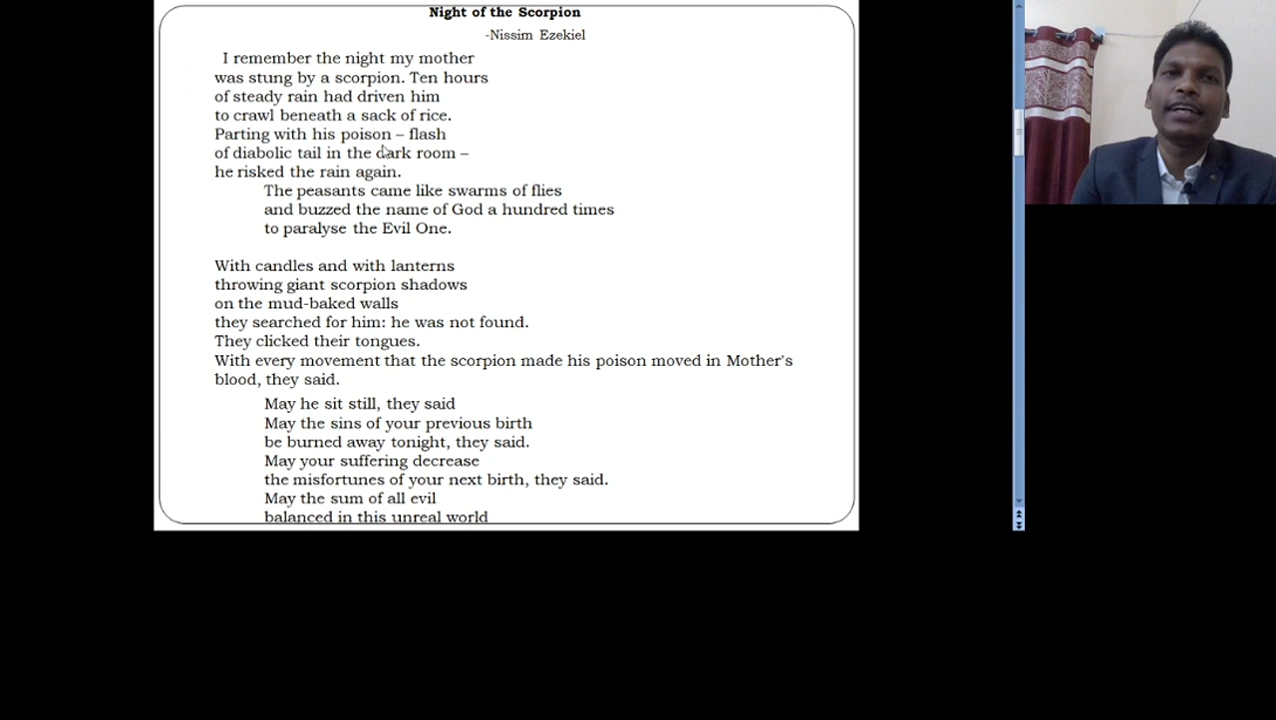 Night of the Scorpion
-Nissim Ezekiel
I remember the night my mother
was stung by a scorpion. Ten hours
of steady rain had driven him
to crawl beneath a sack of rice.
Parting with his poison – flash
of diabolic tail in the dark room –
he risked the rain again.
The peasants came like swarms of flies
and buzzed the name of God a hundred times
to paralyse the Evil One.
With candles and with lanterns
throwing giant scorpion shadows
on the mud-baked walls
they searched for him: he was not found.
They clicked their tongues.
With every movement that the scorpion made his poison moved in Mother's
blood, they said.
May he sit still, they said
May the sins of your previous birth
be burned away tonight, they said.
May your suffering decrease
the misfortunes of your next birth, they said.
May the sum of all evil
balanced in this unreal world